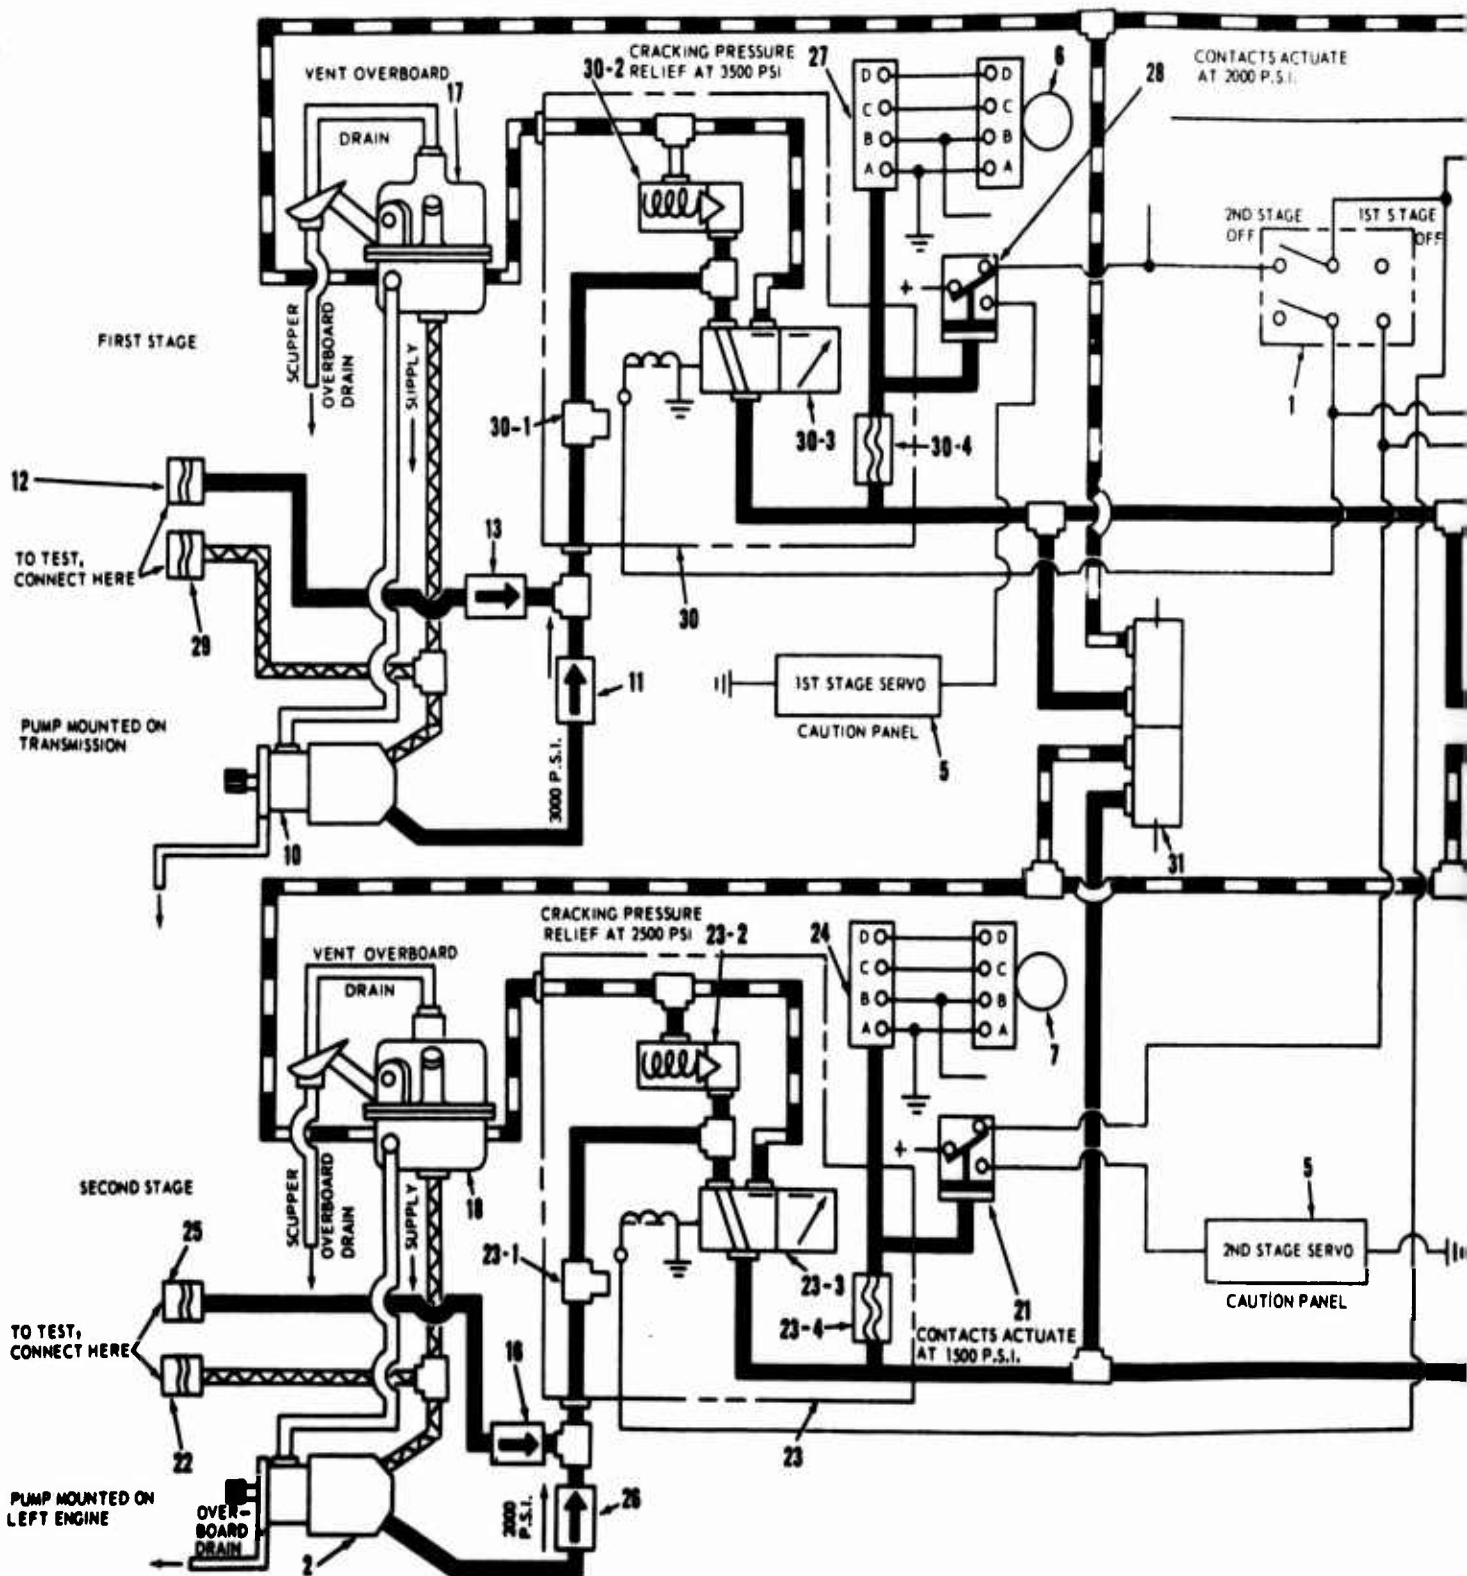 CRACKING PRESSURE
RELIEF AT 3500 PSI
30-2
27
6
28
CONTACTS ACTUATE
AT 2000 P.S.I.
VENT OVERBOARD
17
DRAIN
D
C
B
A
D
C
B
A
+
2ND STAGE
OFF
1ST STAGE
OFF
1
FIRST STAGE
SCUPPER
OVERBOARD
DRAIN
SUPPLY
30-1
30-3
30-4
12
TO TEST,
CONNECT HERE
29
13
30
11
3000 P.S.I.
1ST STAGE SERVO
CAUTION PANEL
5
PUMP MOUNTED ON
TRANSMISSION
10
31
CRACKING PRESSURE
RELIEF AT 2500 PSI
23-2
24
7
VENT OVERBOARD
DRAIN
D
C
B
A
D
C
B
A
+
SECOND STAGE
SCUPPER
OVERBOARD
DRAIN
SUPPLY
18
23-1
23-3
23-4
21
CONTACTS ACTUATE
AT 1500 P.S.I.
5
2ND STAGE SERVO
CAUTION PANEL
25
TO TEST,
CONNECT HERE
22
16
23
26
2000
P.S.I.
PUMP MOUNTED ON
LEFT ENGINE
OVER-
BOARD
DRAIN
2